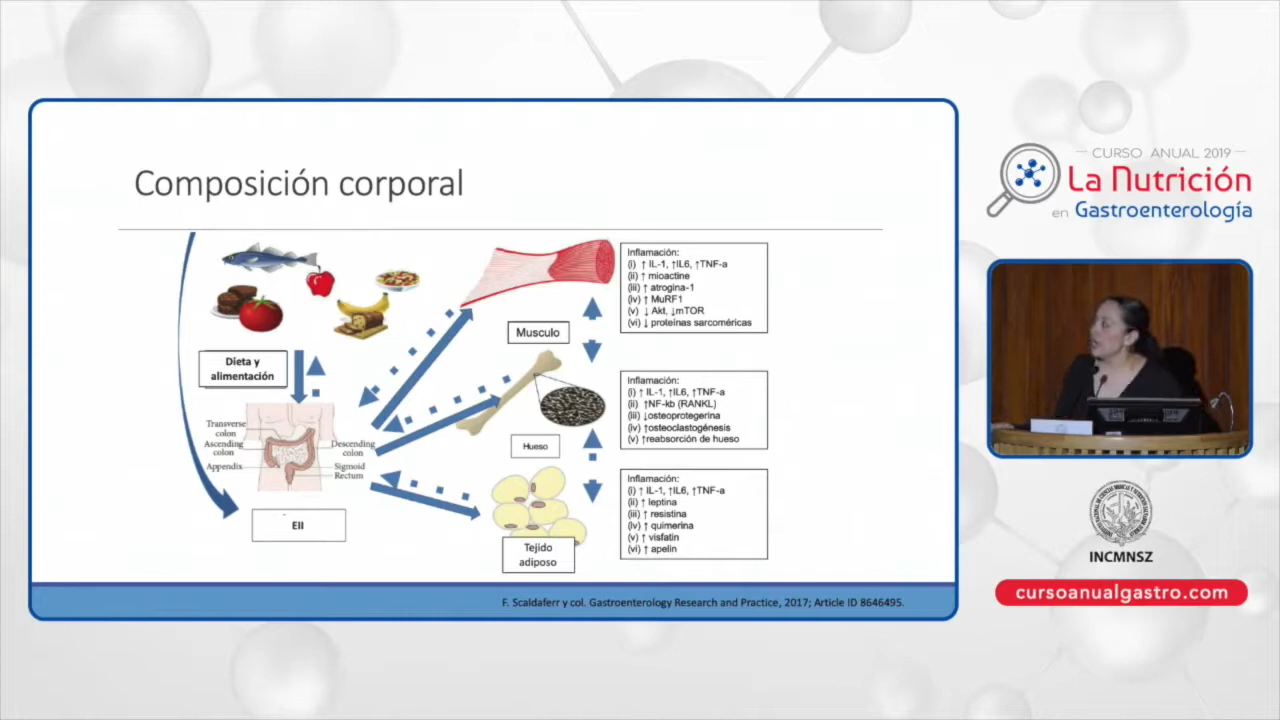 Composición corporal
Dieta y
alimentación
Transverse
colon
Ascending
colon
Appendix
Descending
colon
Sigmoid
Rectum
EII
Musculo
Hueso
Tejido
adiposo
Inflamación:
(i) ↑ IL-1, ↑IL6, ↑TNF-a
(ii) ↑ mioactine
(iii) ↑ atrogina-1
(iv) ↑ MuRF1
(v) ↓ Akt, ↓mTOR
(vi) ↓ proteínas sarcoméricas
Inflamación:
(i) ↑ IL-1, ↑IL6, ↑TNF-a
(ii) ↑NF-kb (RANKL)
(iii) ↓osteoprotegerina
(iv) ↑osteoclastogénesis
(v) ↑reabsorción de hueso
Inflamación:
(i) ↑ IL-1, ↑IL6, ↑TNF-a
(ii) ↑ leptina
(iii) ↑ resistina
(iv) ↑ quimerina
(v) ↑ visfatin
(vi) ↑ apelin
F. Scaldaferr y col. Gastroenterology Research and Practice, 2017; Article ID 8646495.
CURSO ANUAL 2019
La Nutrición
en Gastroenterología
INCMNSZ
cursoanualgastro.com